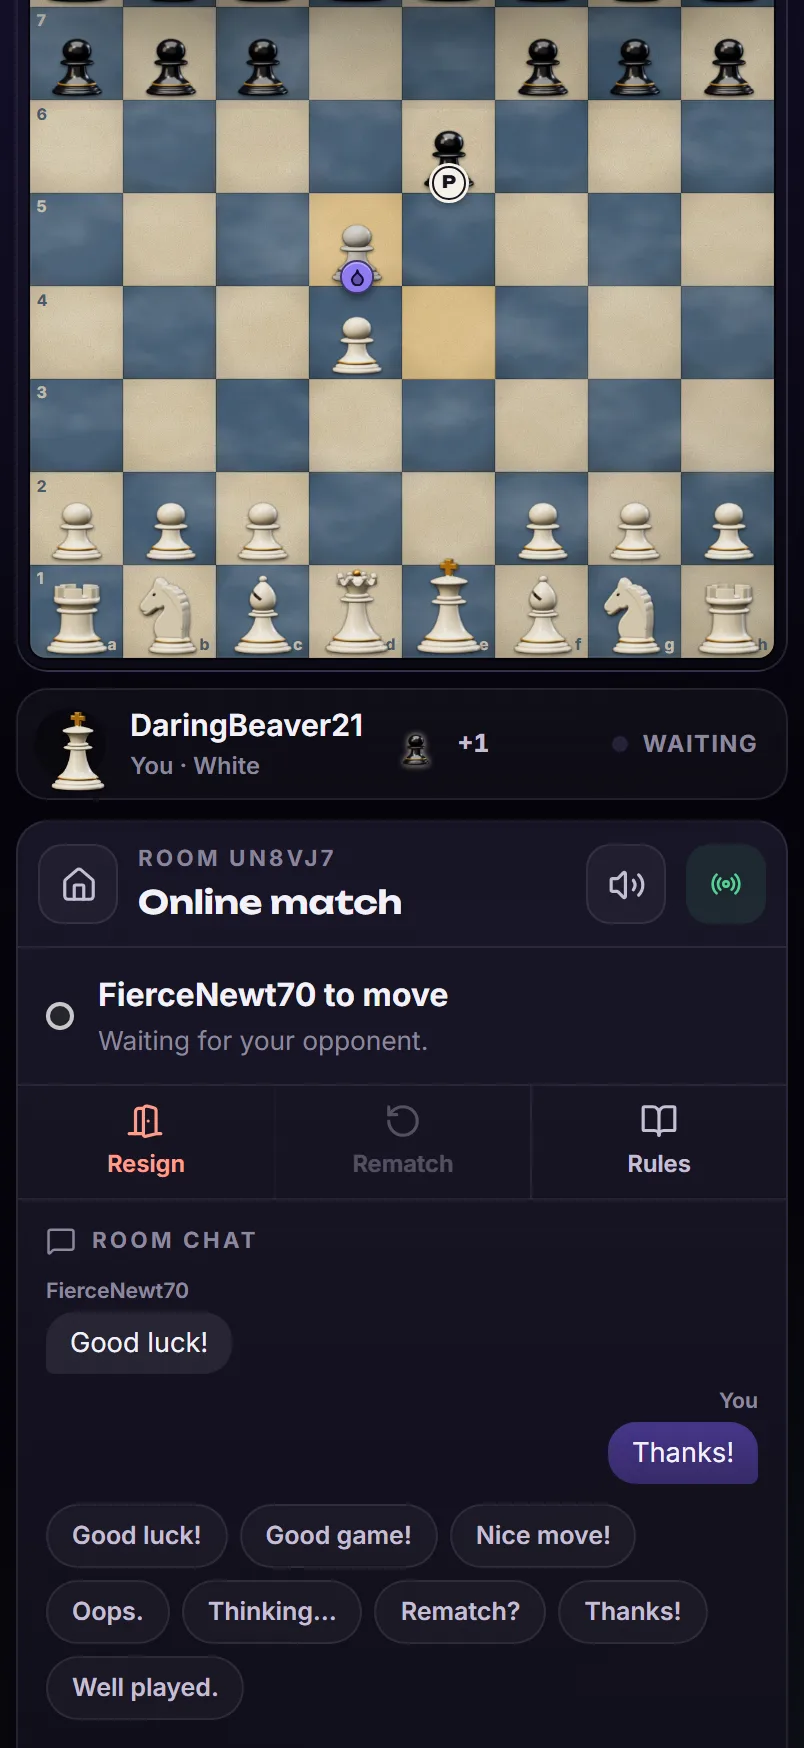 7
6
P
5
4
3
2
1
a b c d e f g h
DaringBeaver21
You · White
+1
WAITING
ROOM UN8VJ7
Online match
FierceNewt70 to move
Waiting for your opponent.
Resign
Rematch
Rules
ROOM CHAT
FierceNewt70
Good luck!
You
Thanks!
Good luck! Good game! Nice move!
Oops. Thinking... Rematch? Thanks!
Well played.